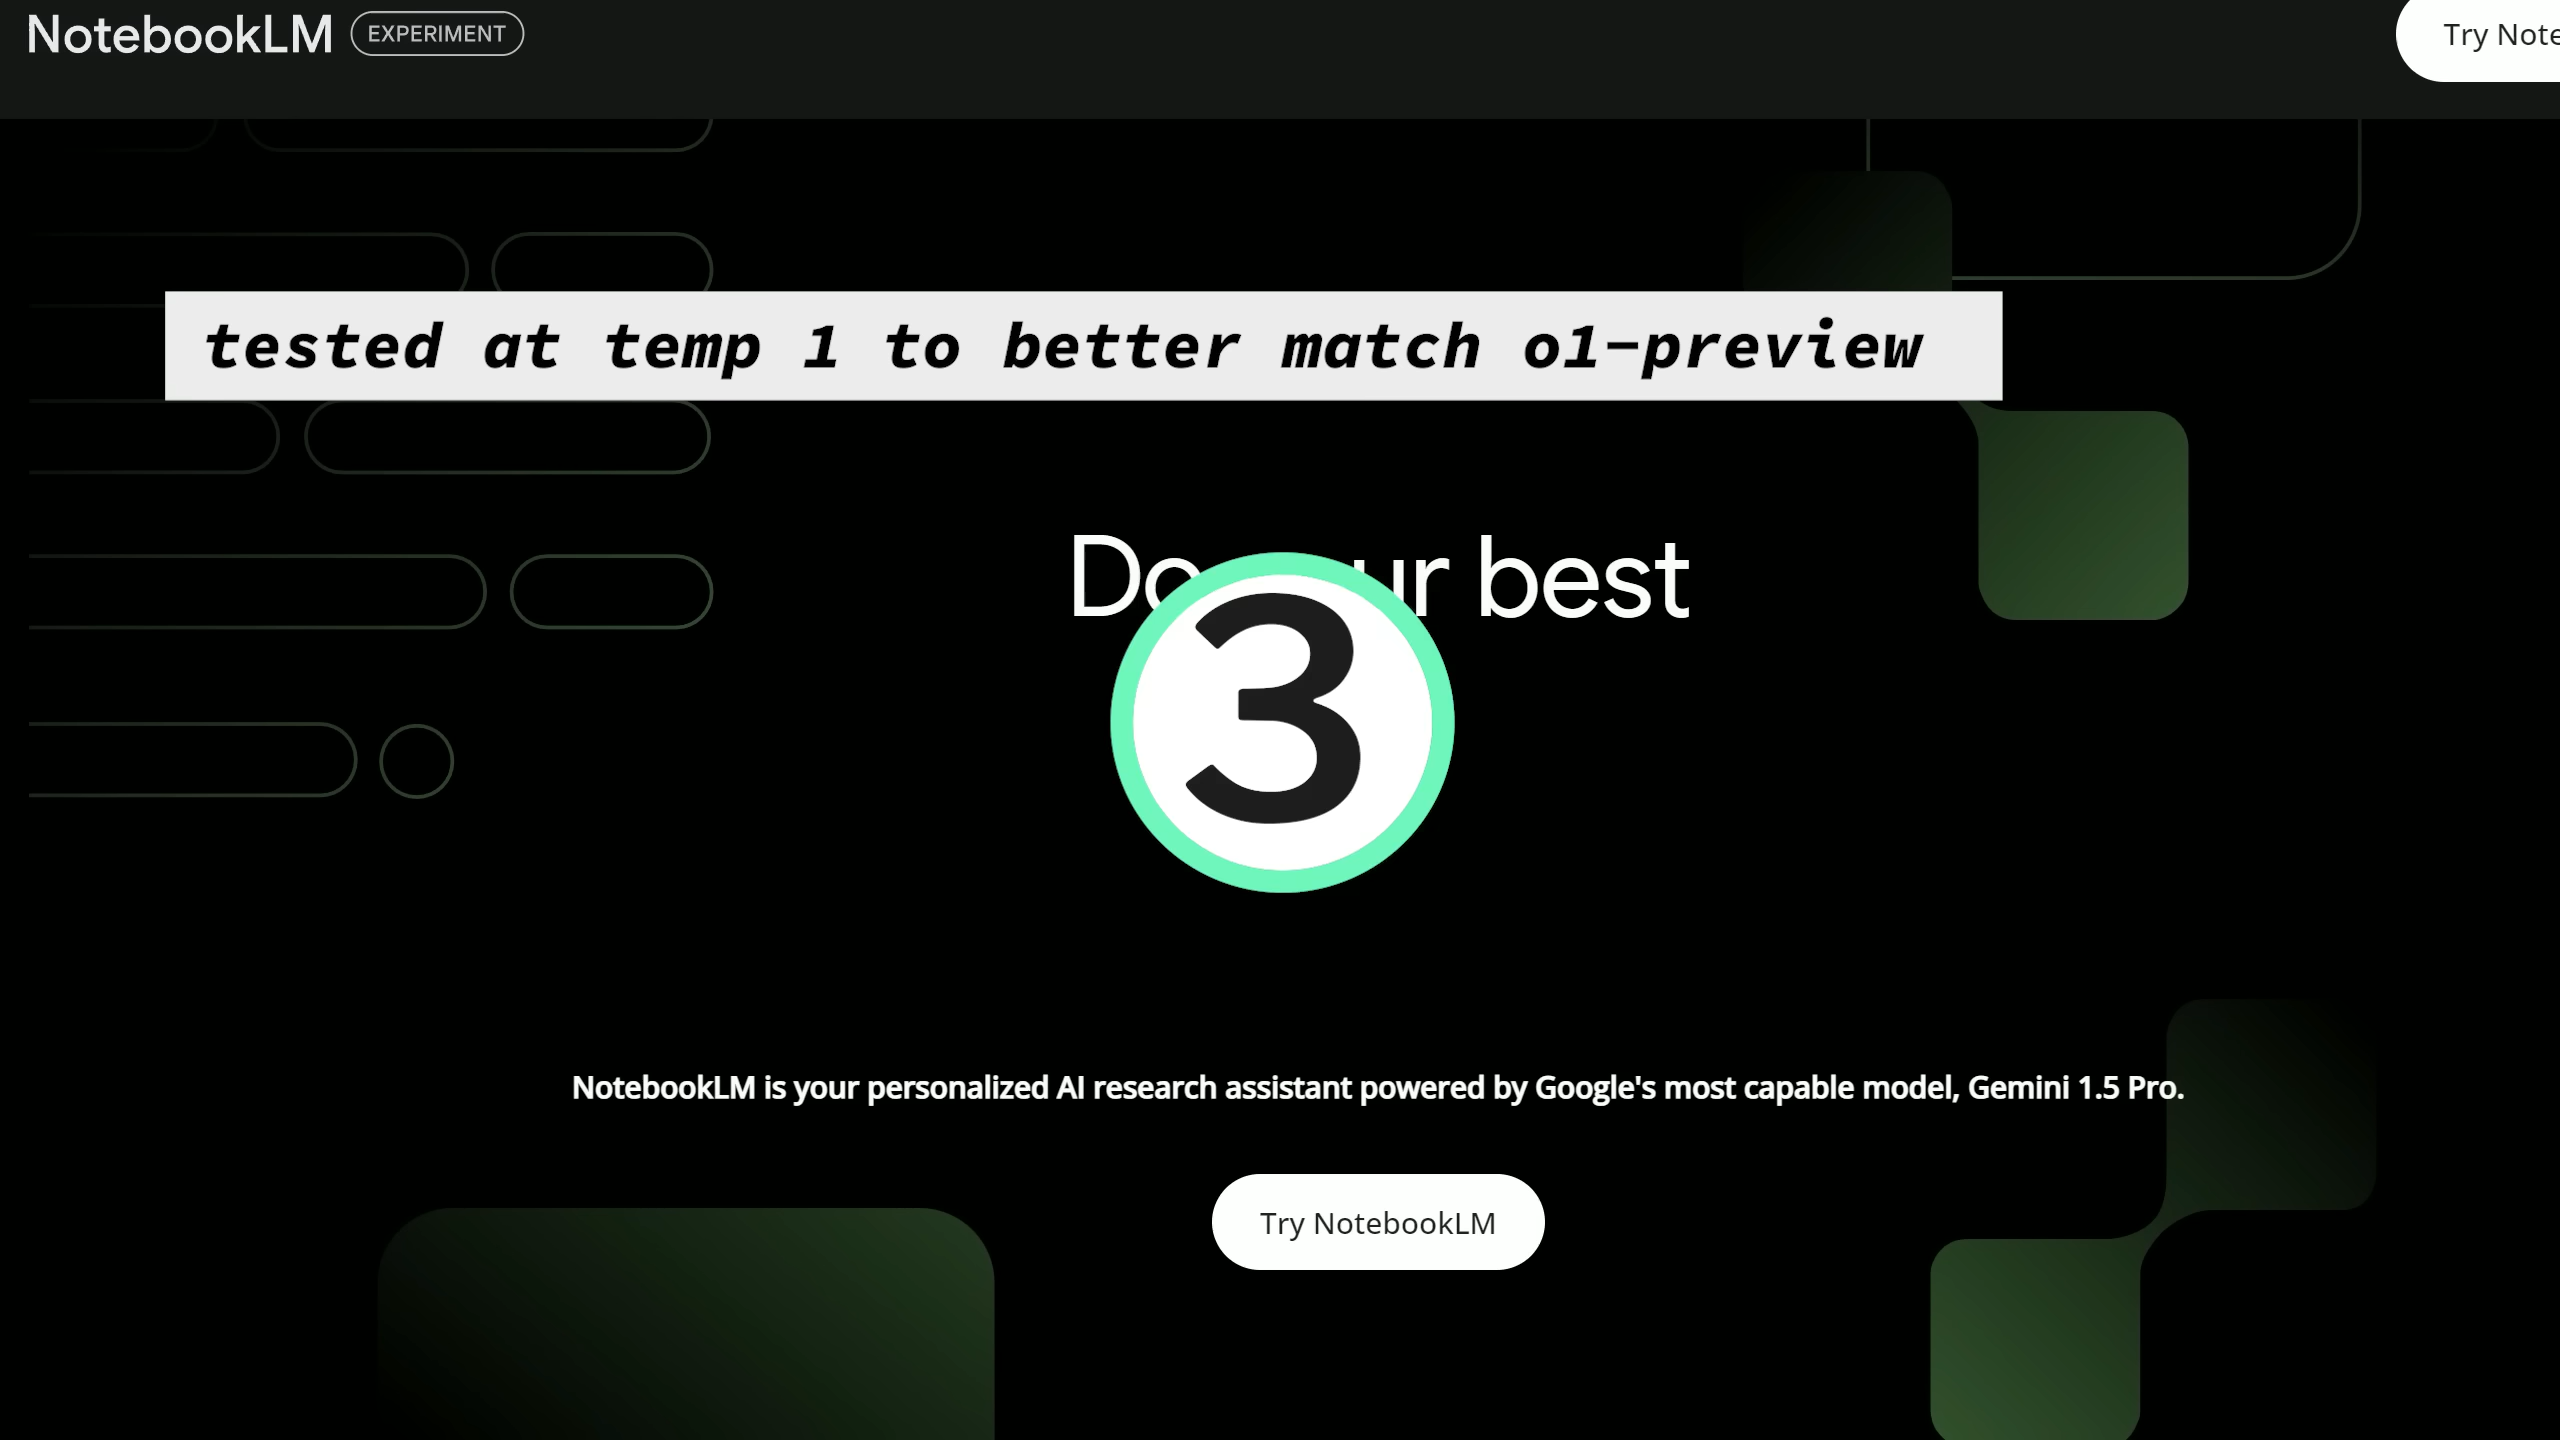 NotebookLM EXPERIMENT
Try Note
tested at temp 1 to better match o1-preview
best
3
NotebookLM is your personalized AI research assistant powered by Google's most capable model, Gemini 1.5 Pro.
Try NotebookLM